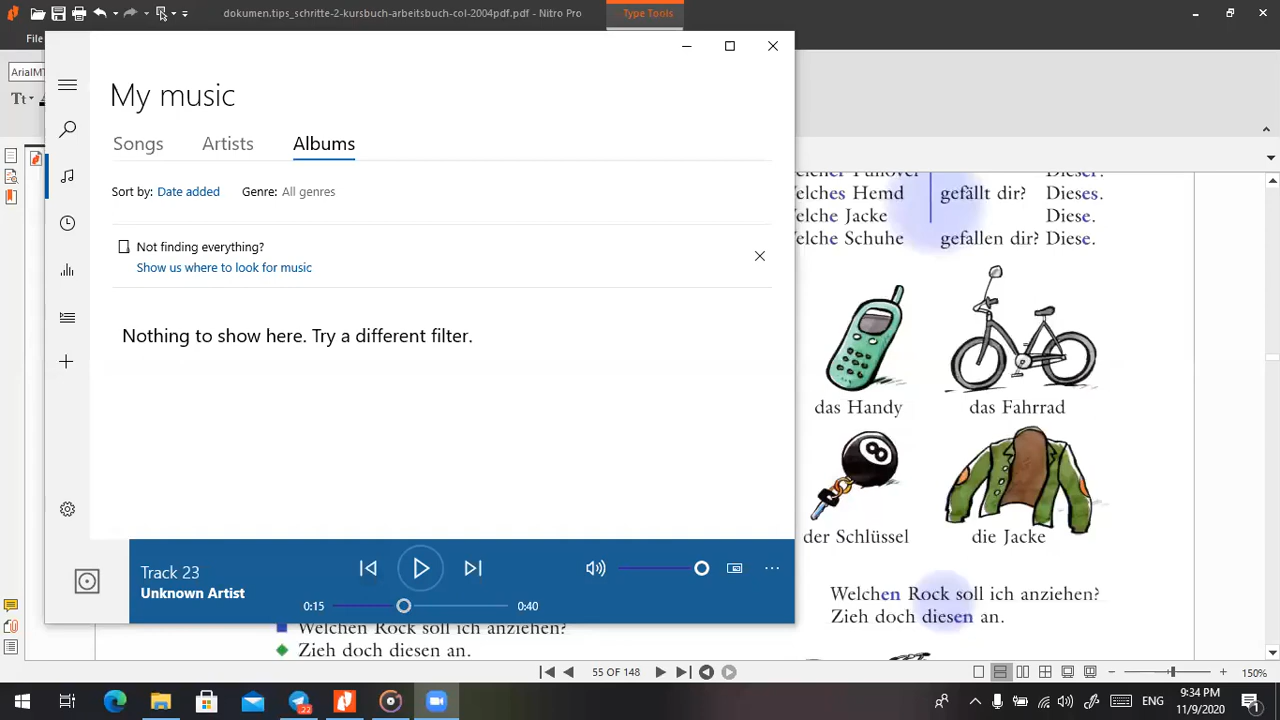 dokumen.tips_schritte-2-kursbuch-arbeitsbuch-col-2004pdf.pdf - Nitro Pro
Type Tools
File
ArialMT
Tt
My music
Songs Artists Albums
Sort by: Date added Genre: All genres
Not finding everything?
Show us where to look for music
Nothing to show here. Try a different filter.
Track 23
Unknown Artist
0:15 0:40
Welches Hemd gefällt dir? Dieses.
Welche Jacke Diese.
Welche Schuhe gefallen dir? Diese.
das Handy das Fahrrad
8
der Schlüssel die Jacke
Welchen Rock soll ich anziehen?
Zieh doch diesen an.
Welchen Rock soll ich anziehen?
Zieh doch diesen an.
55 OF 148
150%
22
ENG
9:34 PM
11/9/2020
1